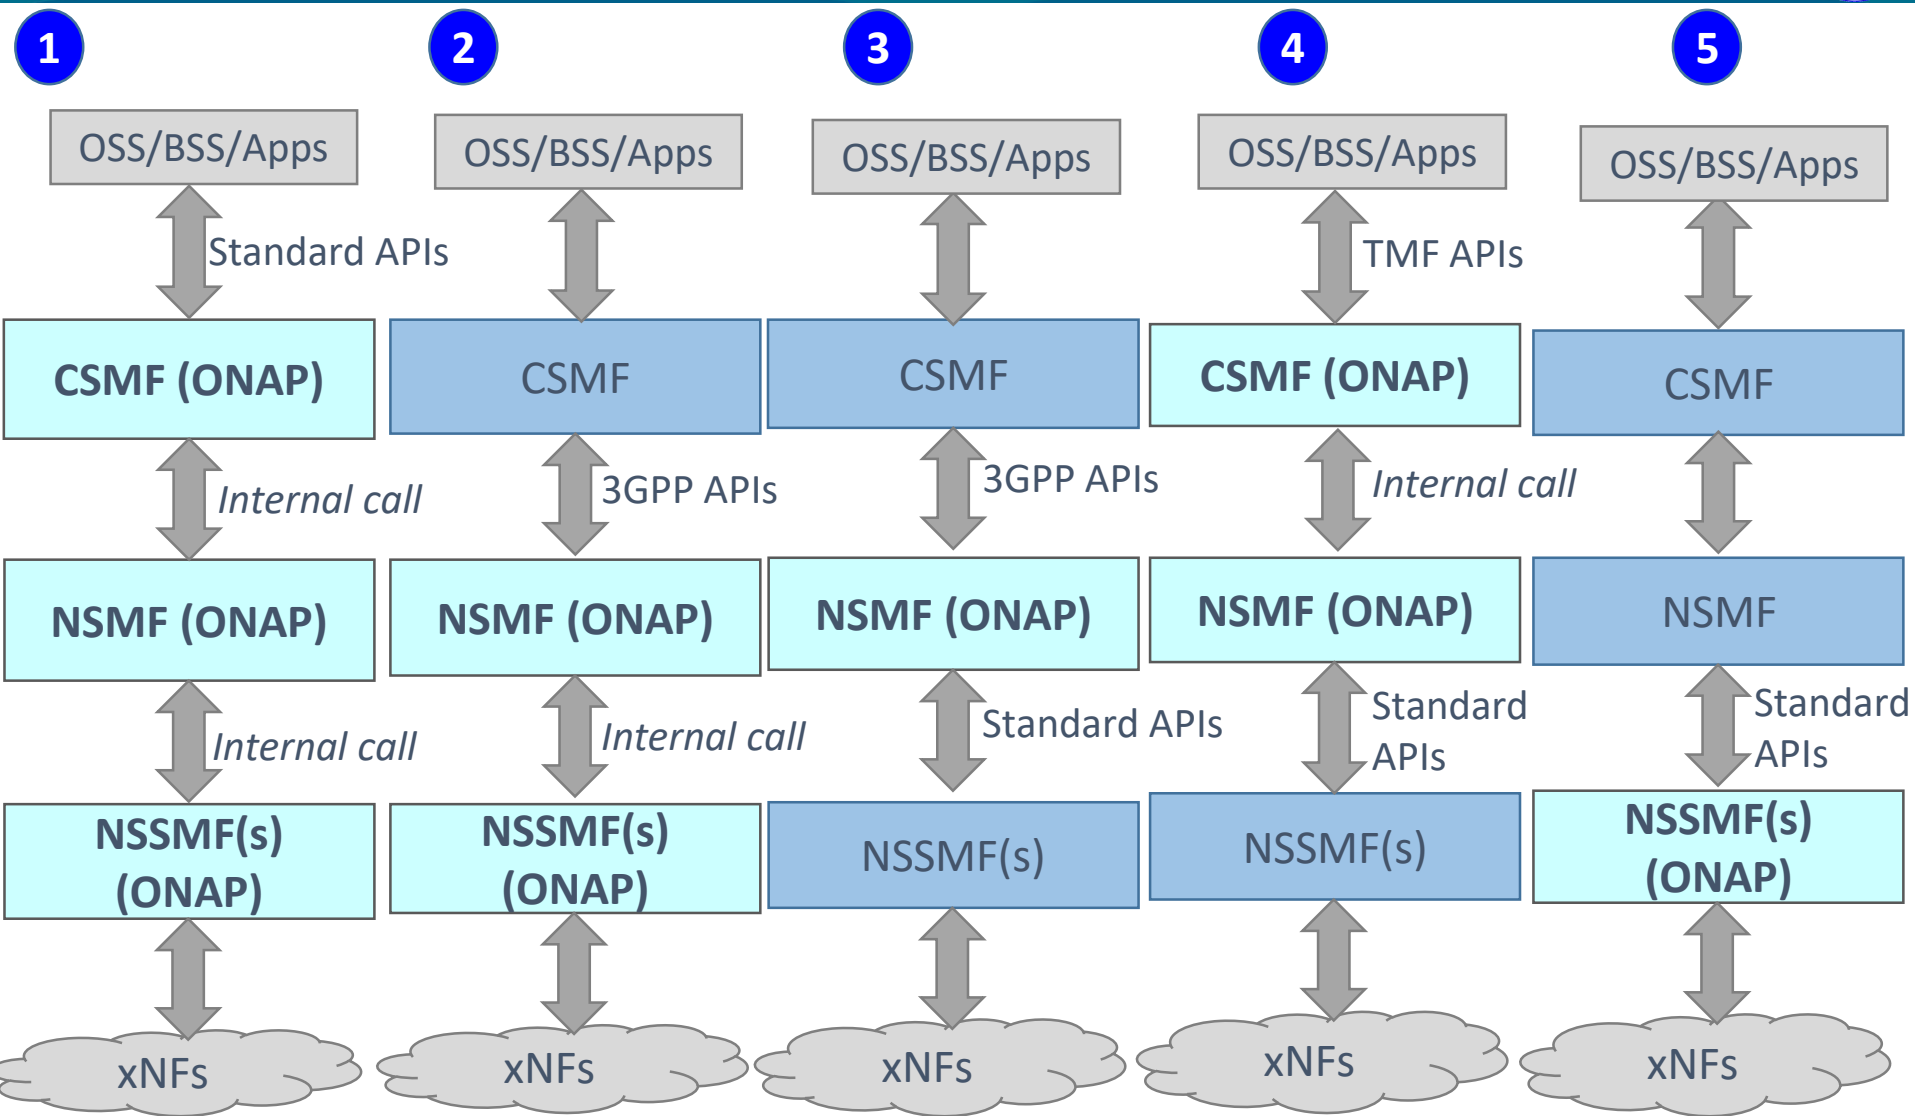 1
2
3
4
5
OSS/BSS/Apps
OSS/BSS/Apps
OSS/BSS/Apps
OSS/BSS/Apps
OSS/BSS/Apps
Standard APIs
TMF APIs
CSMF (ONAP)
CSMF
CSMF
CSMF (ONAP)
CSMF
Internal call
3GPP APIs
3GPP APIs
Internal call
NSMF (ONAP)
NSMF (ONAP)
NSMF (ONAP)
NSMF (ONAP)
NSMF
Internal call
Internal call
Standard APIs
Standard
APIs
Standard
APIs
NSSMF(s)
(ONAP)
NSSMF(s)
(ONAP)
NSSMF(s)
NSSMF(s)
NSSMF(s)
(ONAP)
xNFs
xNFs
xNFs
xNFs
xNFs